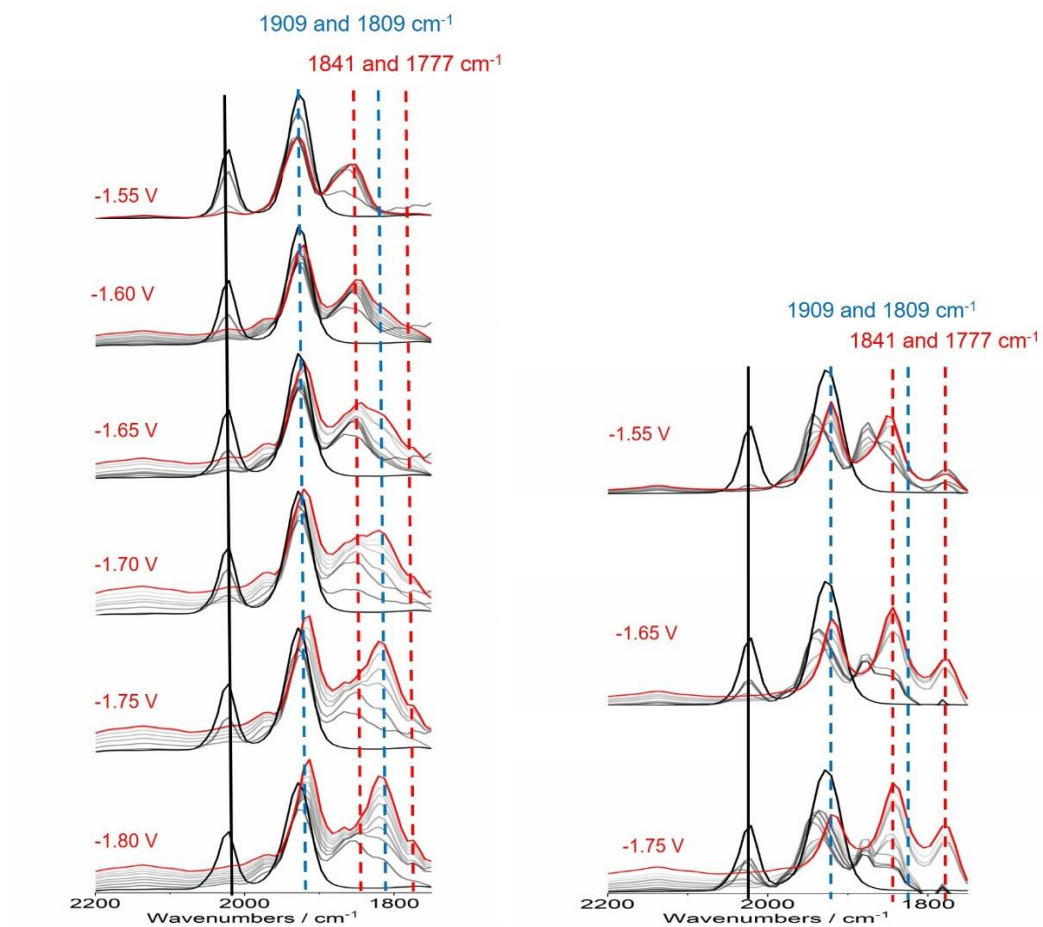 1909 and 1809 cm⁻¹
1841 and 1777 cm⁻¹
-1.55 V
-1.60 V
-1.65 V
-1.70 V
-1.75 V
-1.80 V
2200 2000 1800
Wavenumbers / cm⁻¹
1909 and 1809 cm⁻¹
1841 and 1777 cm⁻¹
-1.55 V
-1.65 V
-1.75 V
2200 2000 1800
Wavenumbers / cm⁻¹